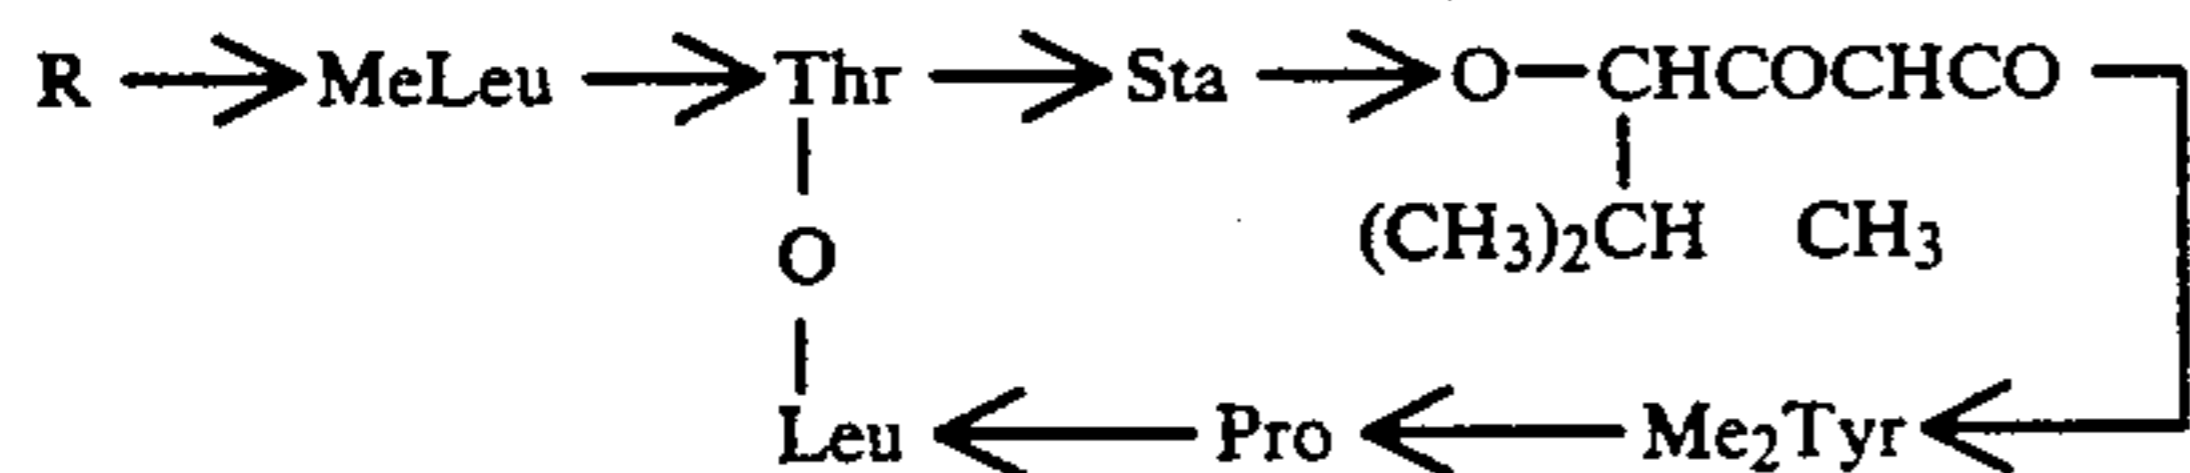 R → MeLeu → Thr → Sta → O—CHCOCHCO
(CH₃)₂CH CH₃
O
Leu ← Pro ← Me₂Tyr